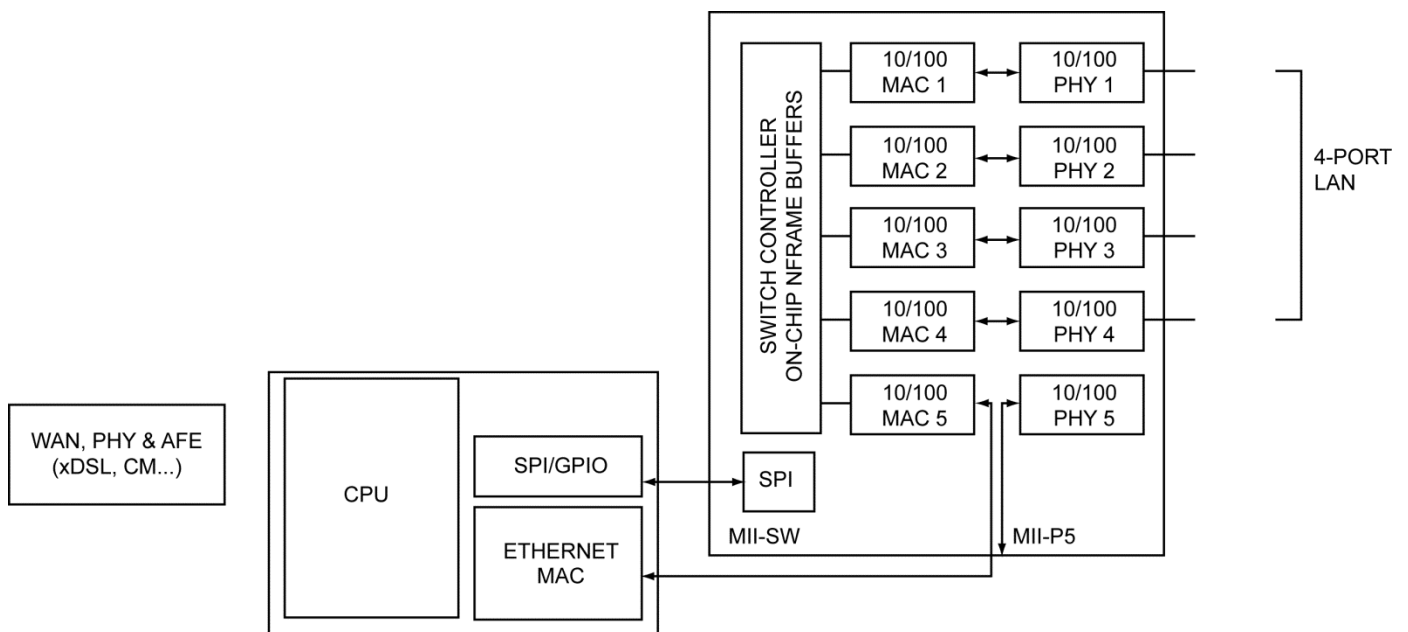 SWITCH CONTROLLER
ON-CHIP NFRAME BUFFERS
10/100
MAC 1
10/100
PHY 1
10/100
MAC 2
10/100
PHY 2
10/100
MAC 3
10/100
PHY 3
10/100
MAC 4
10/100
PHY 4
10/100
MAC 5
10/100
PHY 5
4-PORT
LAN
WAN, PHY & AFE
(xDSL, CM...)
CPU
SPI/GPIO
ETHERNET
MAC
SPI
MII-SW
MII-P5